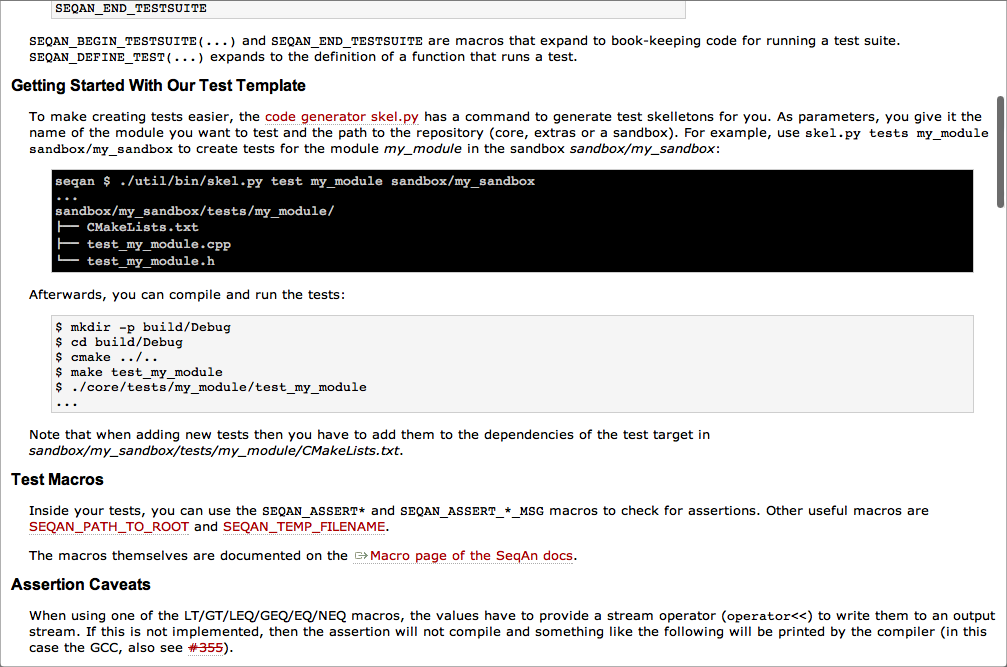 SEQAN_END_TESTSUITE
SEQAN_BEGIN_TESTSUITE(...) and SEQAN_END_TESTSUITE are macros that expand to book-keeping code for running a test suite.
SEQAN_DEFINE_TEST(...) expands to the definition of a function that runs a test.
Getting Started With Our Test Template
To make creating tests easier, the code generator skel.py has a command to generate test skelletons for you. As parameters, you give it the
name of the module you want to test and the path to the repository (core, extras or a sandbox). For example, use skel.py tests my_module
sandbox/my_sandbox to create tests for the module my_module in the sandbox sandbox/my_sandbox:
seqan $ ./util/bin/skel.py test my_module sandbox/my_sandbox
...
sandbox/my_sandbox/tests/my_module/
├── CMakeLists.txt
├── test_my_module.cpp
└── test_my_module.h
Afterwards, you can compile and run the tests:
$ mkdir -p build/Debug
$ cd build/Debug
$ cmake ../..
$ make test_my_module
$ ./core/tests/my_module/test_my_module
...
Note that when adding new tests then you have to add them to the dependencies of the test target in
sandbox/my_sandbox/tests/my_module/CMakeLists.txt.
Test Macros
Inside your tests, you can use the SEQAN_ASSERT* and SEQAN_ASSERT_*_MSG macros to check for assertions. Other useful macros are
SEQAN_PATH_TO_ROOT and SEQAN_TEMP_FILENAME.
The macros themselves are documented on the Macro page of the SeqAn docs.
Assertion Caveats
When using one of the LT/GT/LEQ/GEQ/EQ/NEQ macros, the values have to provide a stream operator (operator<<) to write them to an output
stream. If this is not implemented, then the assertion will not compile and something like the following will be printed by the compiler (in this
case the GCC, also see #355).